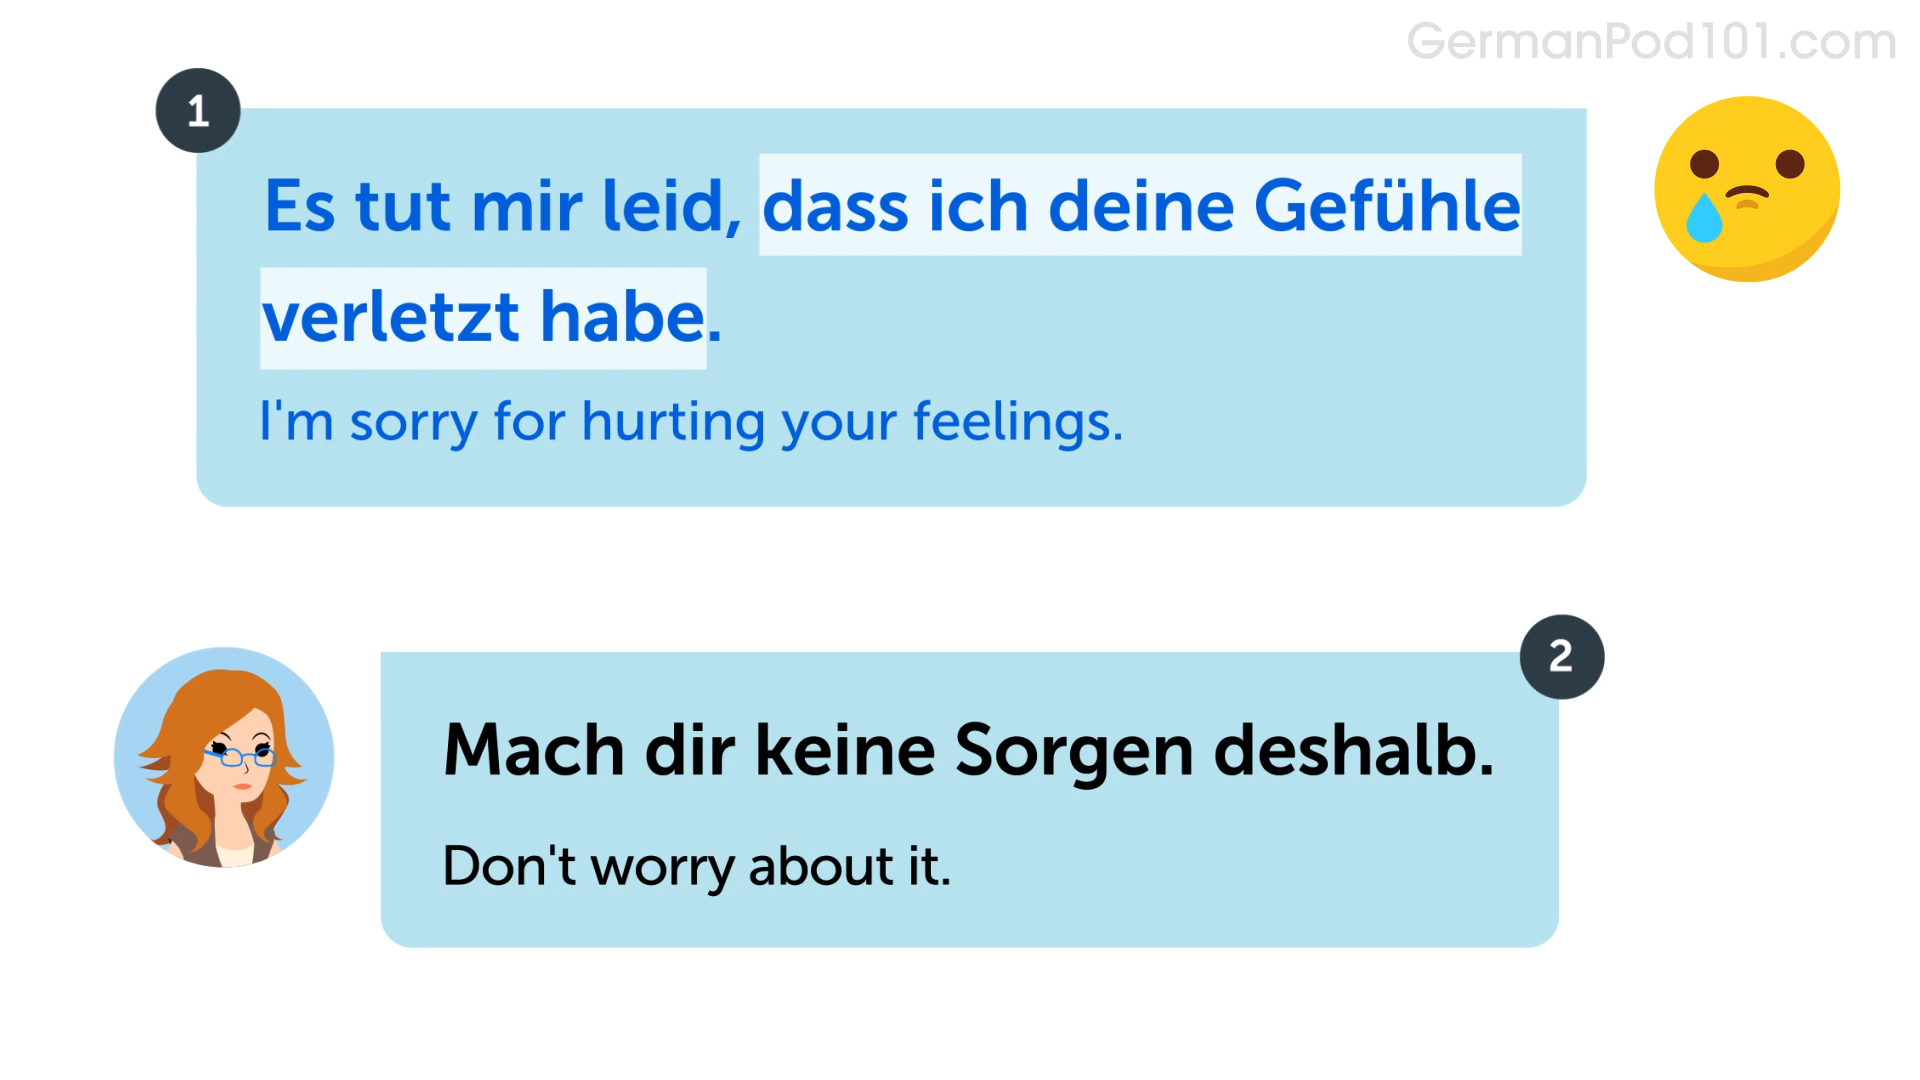 GermanPod101.com
1
Es tut mir leid, dass ich deine Gefühle
verletzt habe.
I'm sorry for hurting your feelings.
2
Mach dir keine Sorgen deshalb.
Don't worry about it.